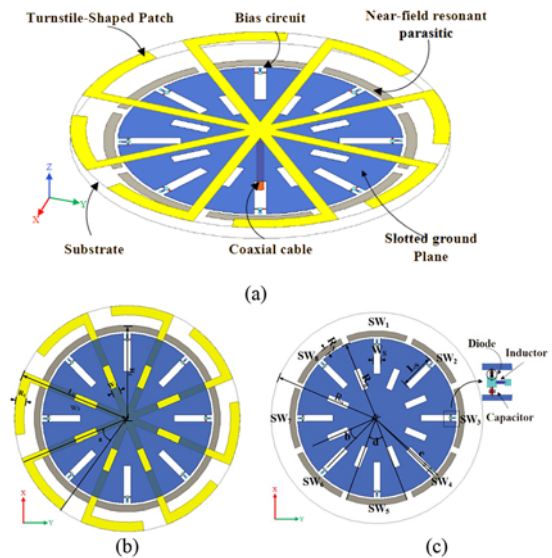 Turnstile-Shaped Patch
Bias circuit
Near-field resonant
parasitic
Z
Y
X
Substrate
Coaxial cable
Slotted ground
Plane
(a)
X
Y
(b)
SW1
SW2
SW3
SW4
SW5
SW6
SW7
SW8
Diode
Inductor
Capacitor
b
d
e
X
Y
(c)